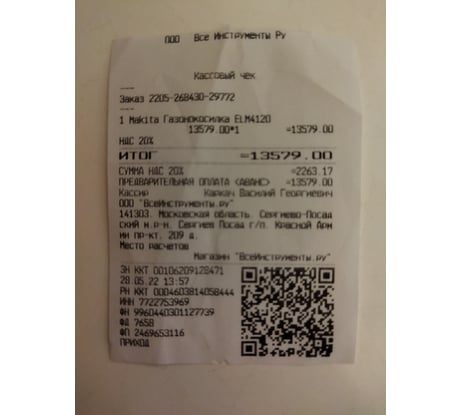 ООО Все Инструменты Ру
Кассовый чек
---
Заказ 2205-268430-29772
---
1 Makita Газонокосилка ELM4120
13579.00*1 =13579.00
НДС 20%
ИТОГ =13579.00
СУММА НДС 20% =2263.17
ПРЕДВАРИТЕЛЬНАЯ ОПЛАТА <АВАНС> =13579.00
Кассир Каркач Василий Георгиевич
ООО "ВсеИнструменты.ру"
141303. Московская область. Сергиево-Посад
ский м.р-н. Сергиев Посад г/п. Красной Арм
ии пр-кт. 209 д.
Место расчетов
Магазин "ВсеИнструменты.ру"
ЗН ККТ 00106209128471
28.05.22 13:57
РН ККТ 0004603814058444
ИНН 7722753969
ФН 9960440301127739
ФД 7658
ФП 2469653116
ПРИХОД